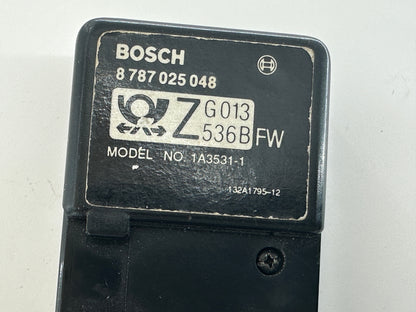 BOSCH
8 787 025 048
Z G013
536B FW
MODEL NO. 1A3531-1
132A1795-12